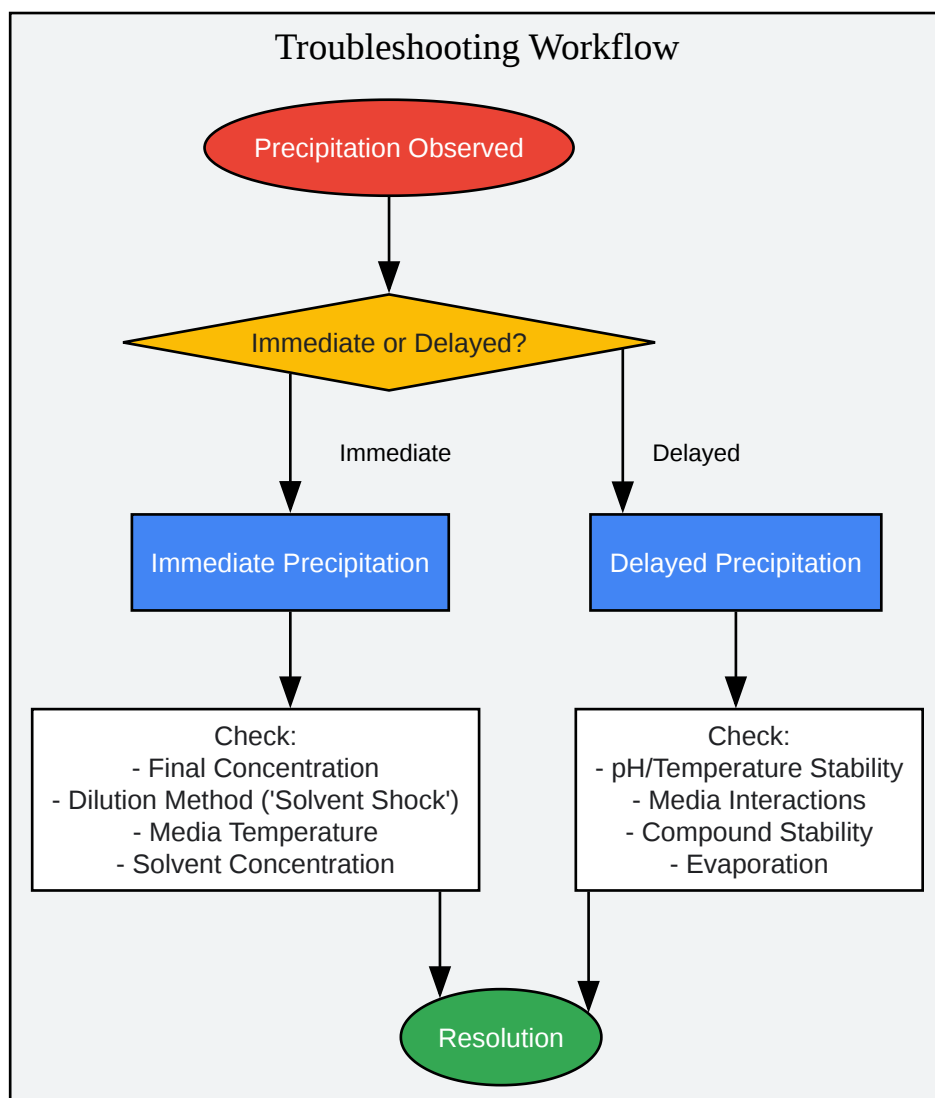 Troubleshooting Workflow
Precipitation Observed
Immediate or Delayed?
Immediate
Delayed
Immediate Precipitation
Delayed Precipitation
Check:
- Final Concentration
- Dilution Method ('Solvent Shock')
- Media Temperature
- Solvent Concentration
Check:
- pH/Temperature Stability
- Media Interactions
- Compound Stability
- Evaporation
Resolution